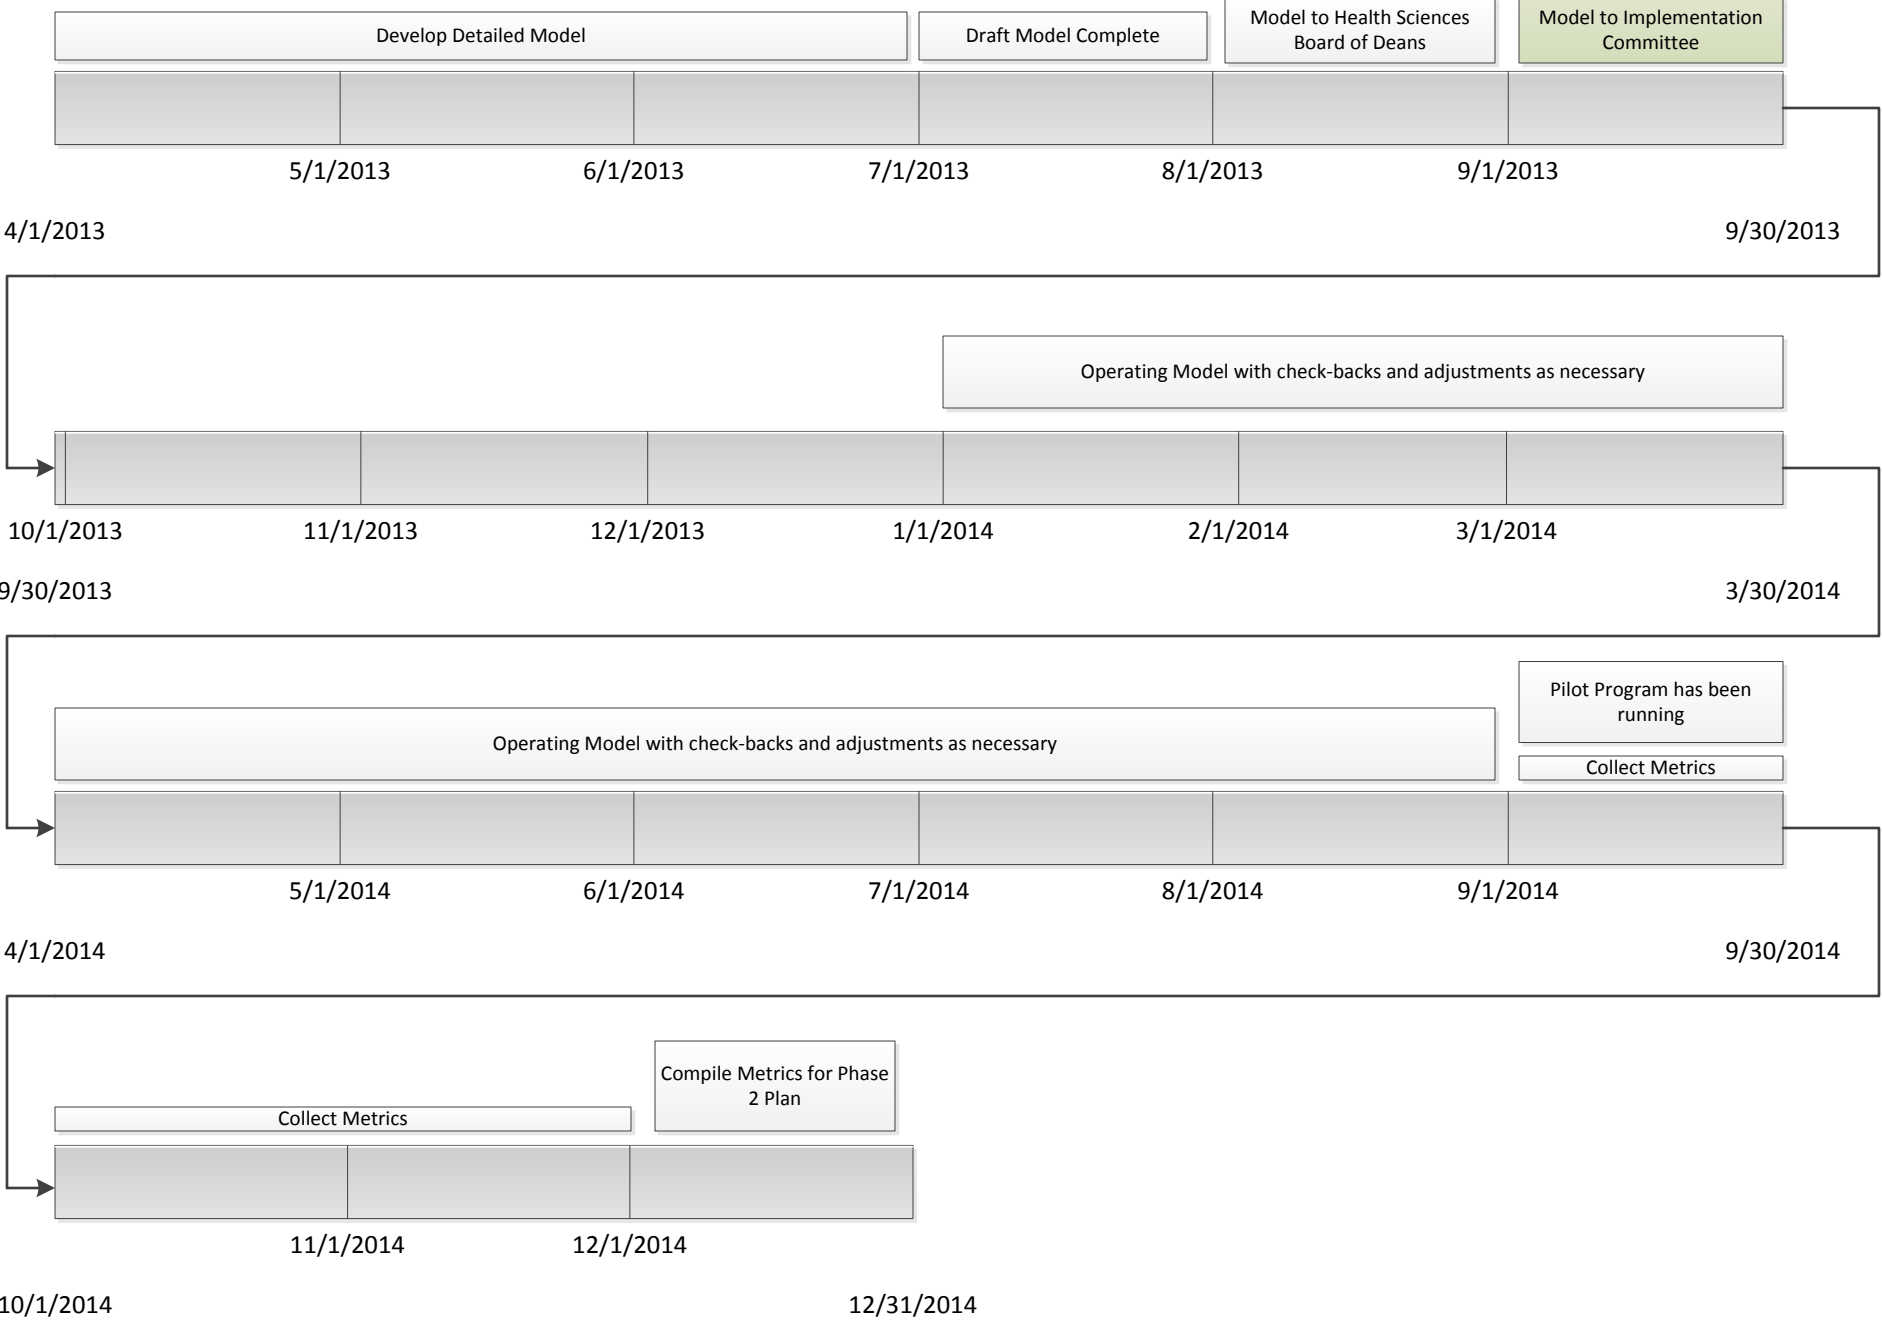 Develop Detailed Model
Draft Model Complete
Model to Health Sciences
Board of Deans
Model to Implementation
Committee
5/1/2013
6/1/2013
7/1/2013
8/1/2013
9/1/2013
4/1/2013
9/30/2013
Operating Model with check-backs and adjustments as necessary
10/1/2013
11/1/2013
12/1/2013
1/1/2014
2/1/2014
3/1/2014
9/30/2013
3/30/2014
Pilot Program has been
running
Operating Model with check-backs and adjustments as necessary
Collect Metrics
5/1/2014
6/1/2014
7/1/2014
8/1/2014
9/1/2014
4/1/2014
9/30/2014
Compile Metrics for Phase
2 Plan
Collect Metrics
11/1/2014
12/1/2014
10/1/2014
12/31/2014